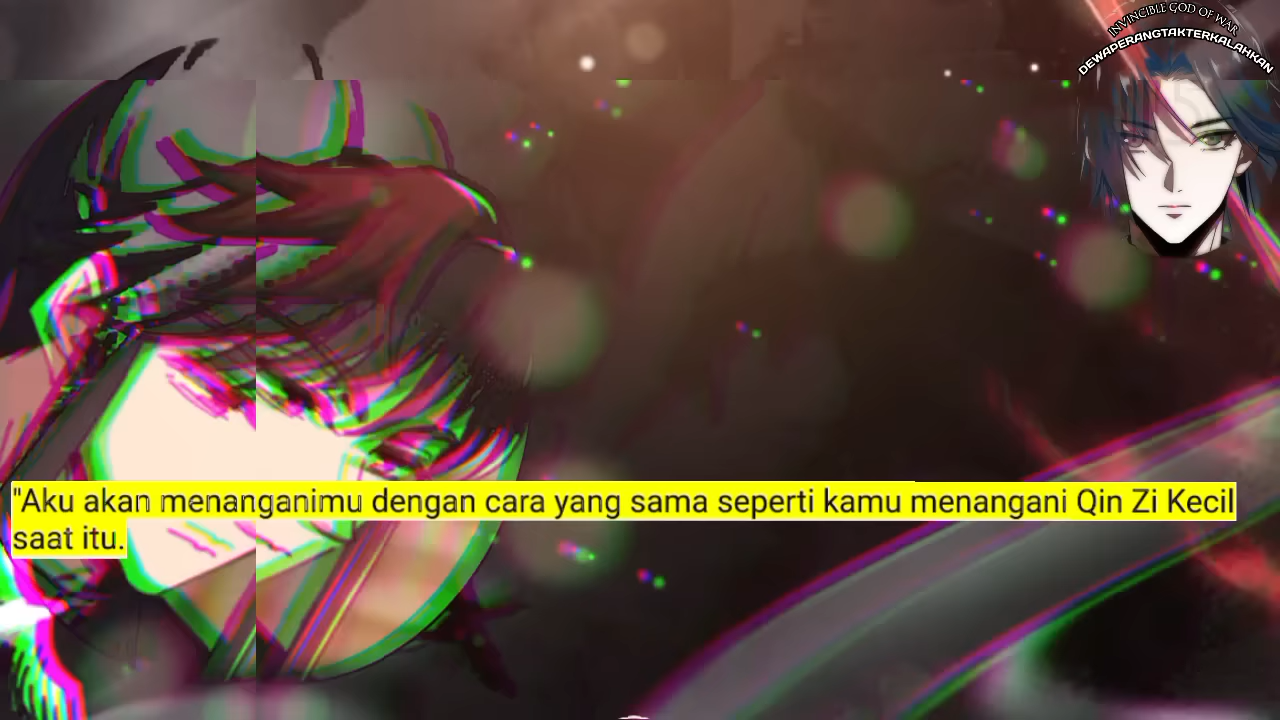 INVINCIBLE GOD OF WAR
DEWAPERANGTAKTERKALAHKAN
"Aku akan menanganimu dengan cara yang sama seperti kamu menangani Qin Zi Kecil
saat itu.